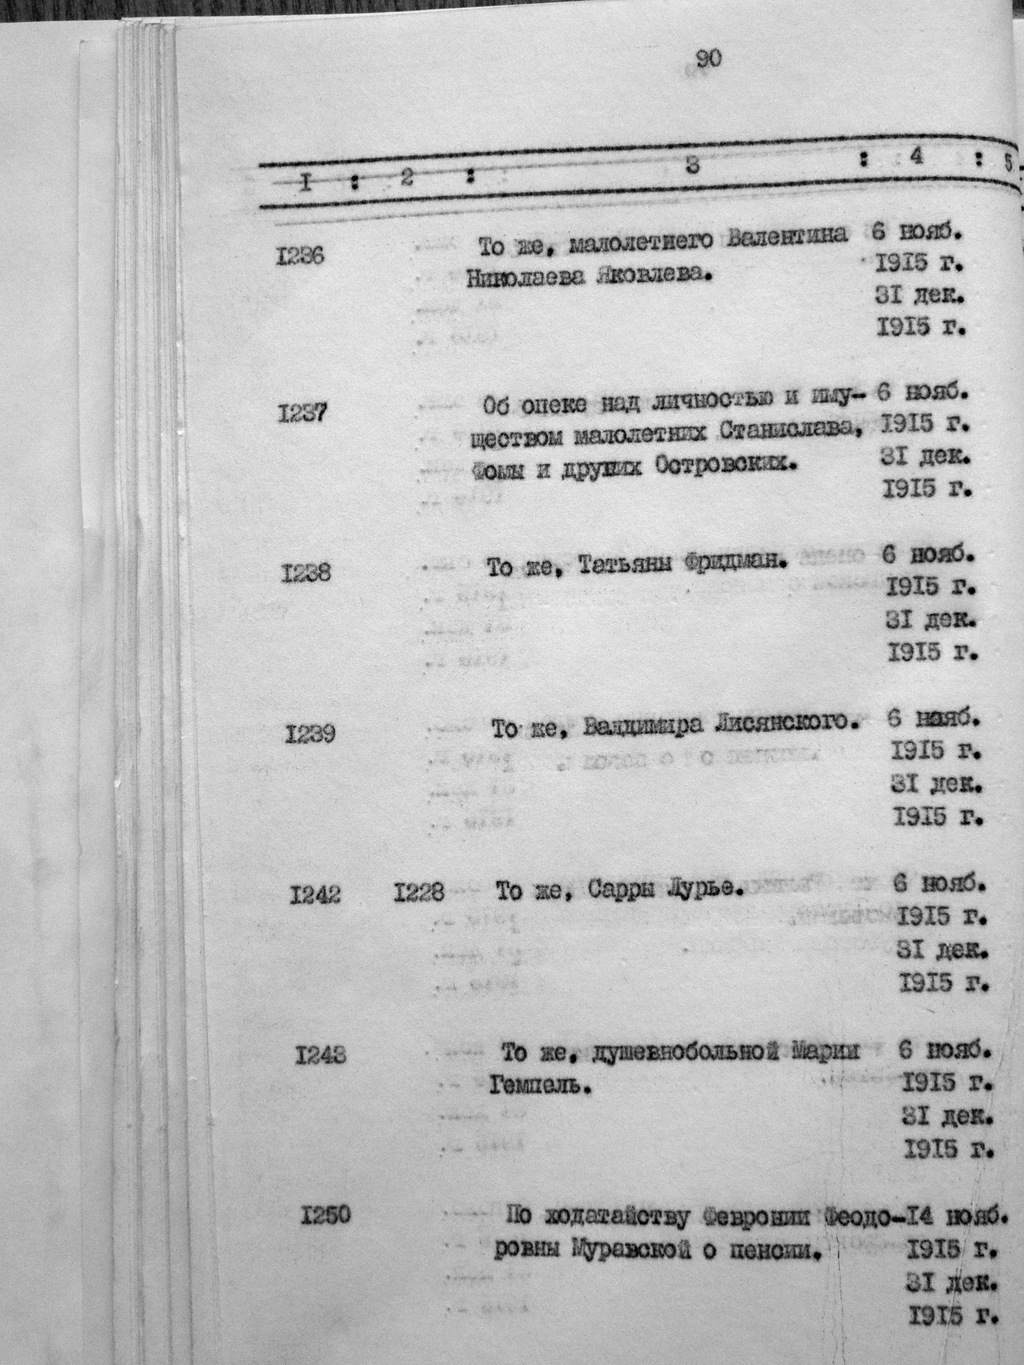 90
I : 2 : 3 : 4 : 5
I236 То же, малолетнего Валентина 6 нояб.
Николаева Яковлева. I9I5 г.
3I дек.
I9I5 г.
I237 Об опеке над личностью и иму- 6 нояб.
ществом малолетних Станислава, I9I5 г.
Фомы и других Островских. 3I дек.
I9I5 г.
I238 То же, Татьяны Фридман. 6 нояб.
I9I5 г.
3I дек.
I9I5 г.
I239 То же, Валдимира Лисянского. 6 нояб.
I9I5 г.
3I дек.
I9I5 г.
I242 I228 То же, Сарры Лурье. 6 нояб.
I9I5 г.
3I дек.
I9I5 г.
I243 То же, душевнобольной Марии 6 нояб.
Гемпель. I9I5 г.
3I дек.
I9I5 г.
I250 По ходатайству Февронии Феодо- I4 нояб.
ровны Муравской о пенсии. I9I5 г.
3I дек.
I9I5 г.